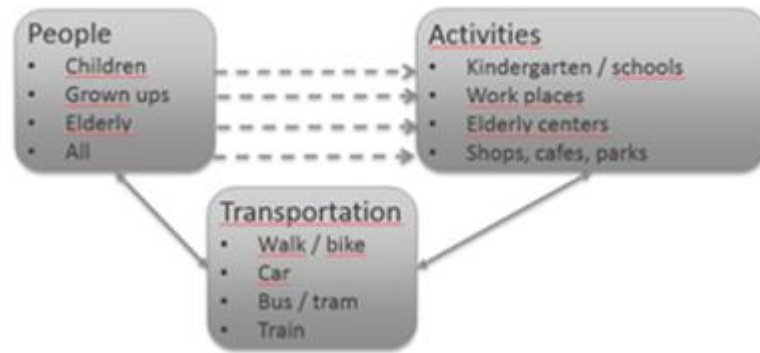 People
• Children
• Grown ups
• Elderly
• All
Activities
• Kindergarten / schools
• Work places
• Elderly centers
• Shops, cafes, parks
Transportation
• Walk / bike
• Car
• Bus / tram
• Train